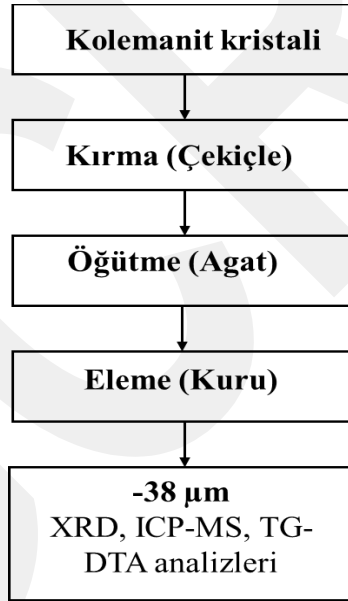 Kolemanit kristali
Kırma (Çekiçle)
Öğütme (Agat)
Eleme (Kuru)
-38 µm
XRD, ICP-MS, TG-
DTA analizleri